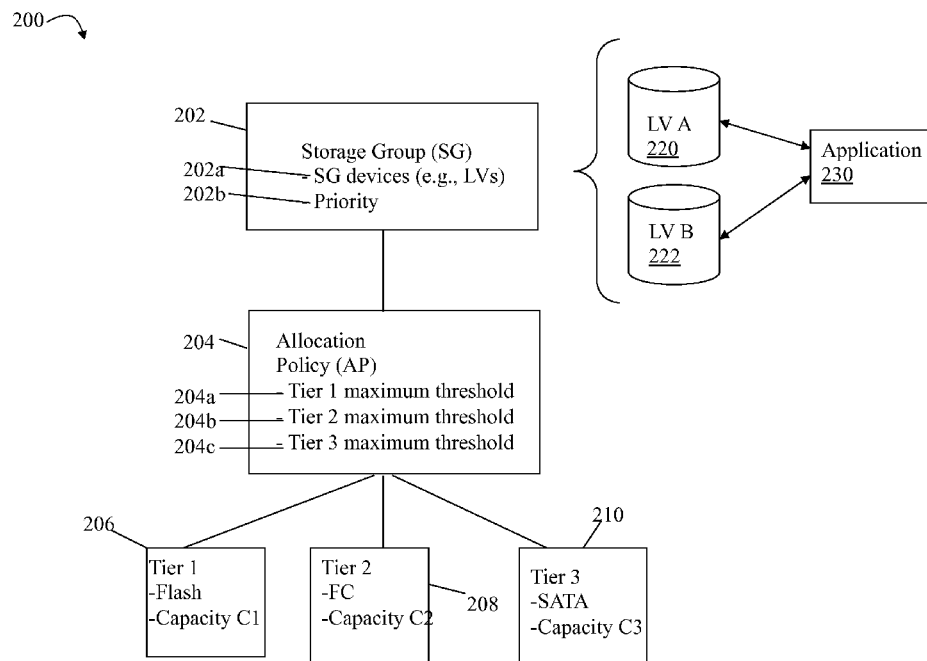 200
202
Storage Group (SG)
202a
- SG devices (e.g., LVs)
202b
- Priority
LV A
220
LV B
222
Application
230
204
Allocation
Policy (AP)
204a
- Tier 1 maximum threshold
204b
- Tier 2 maximum threshold
204c
- Tier 3 maximum threshold
206
Tier 1
-Flash
-Capacity C1
Tier 2
-FC
-Capacity C2
208
210
Tier 3
-SATA
-Capacity C3